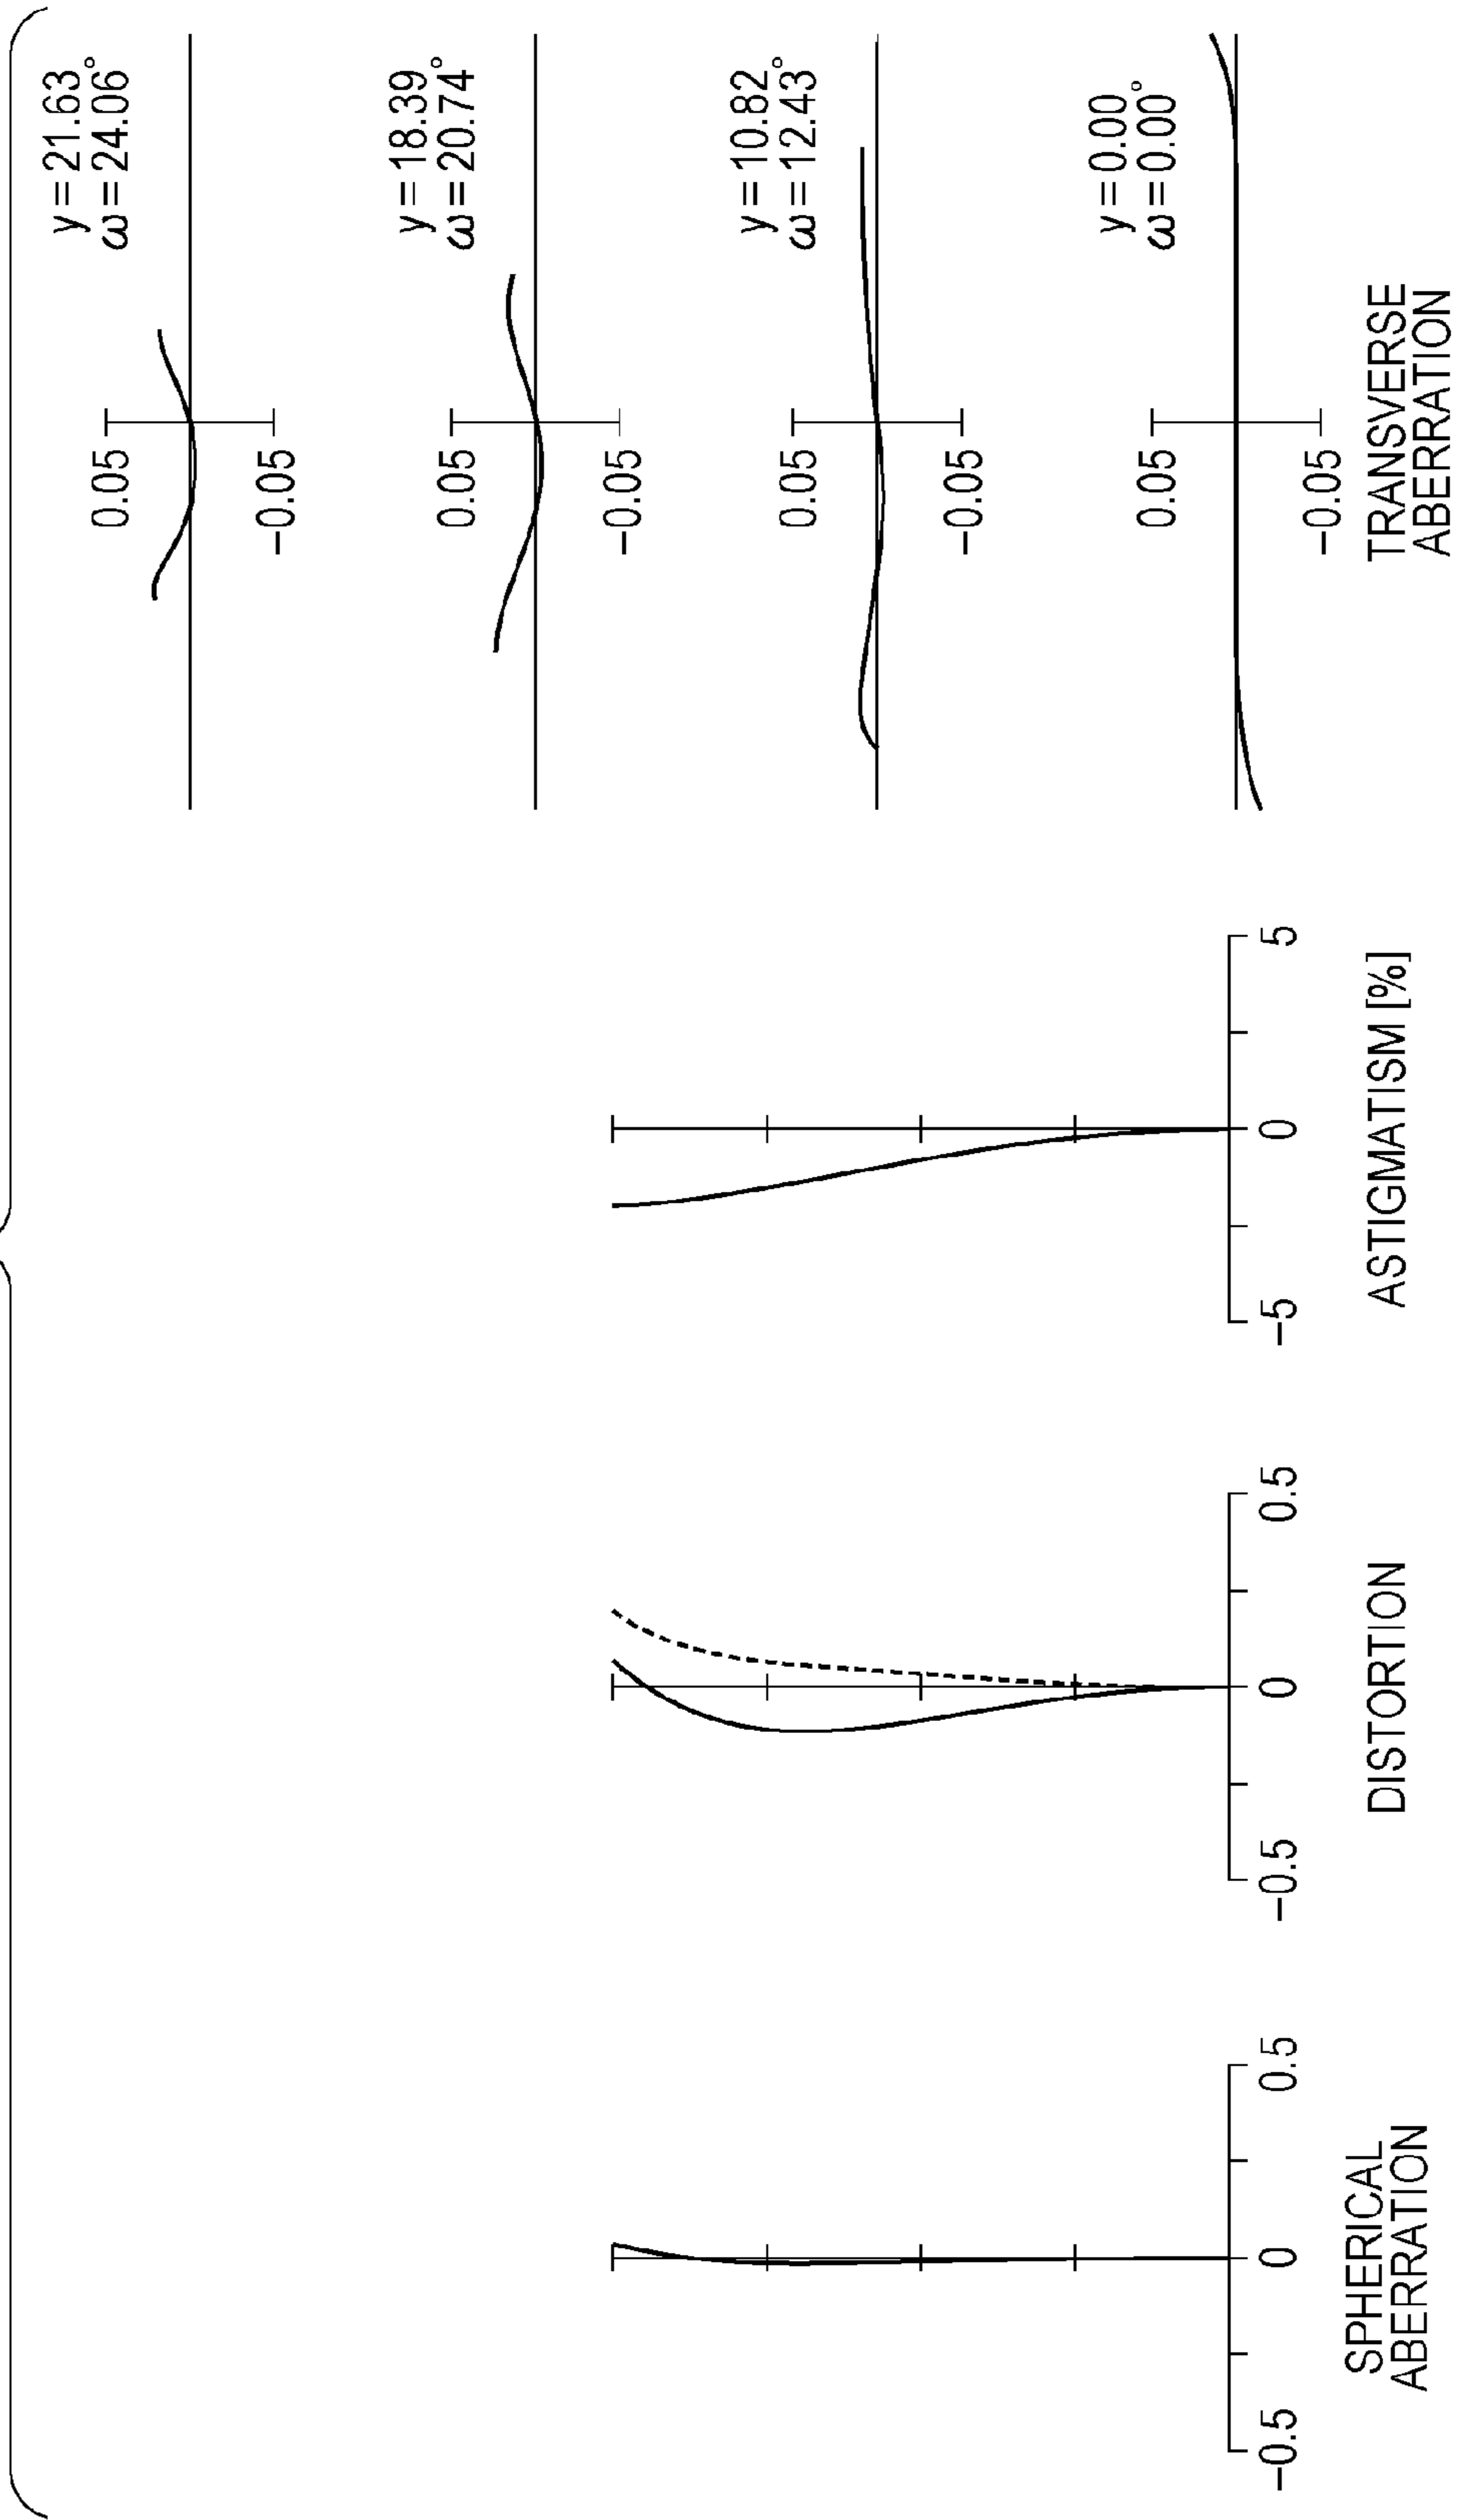 −0.5
0
0.5
SPHERICAL
ABERRATION
−0.5
0
0.5
DISTORTION
−5
0
5
ASTIGMATISM [%]
y=21.63
ω=24.06°
0.05
−0.05
y=18.39
ω=20.74°
0.05
−0.05
y=10.82
ω=12.43°
0.05
−0.05
y=0.00
ω=0.00°
0.05
−0.05
TRANSVERSE
ABERRATION